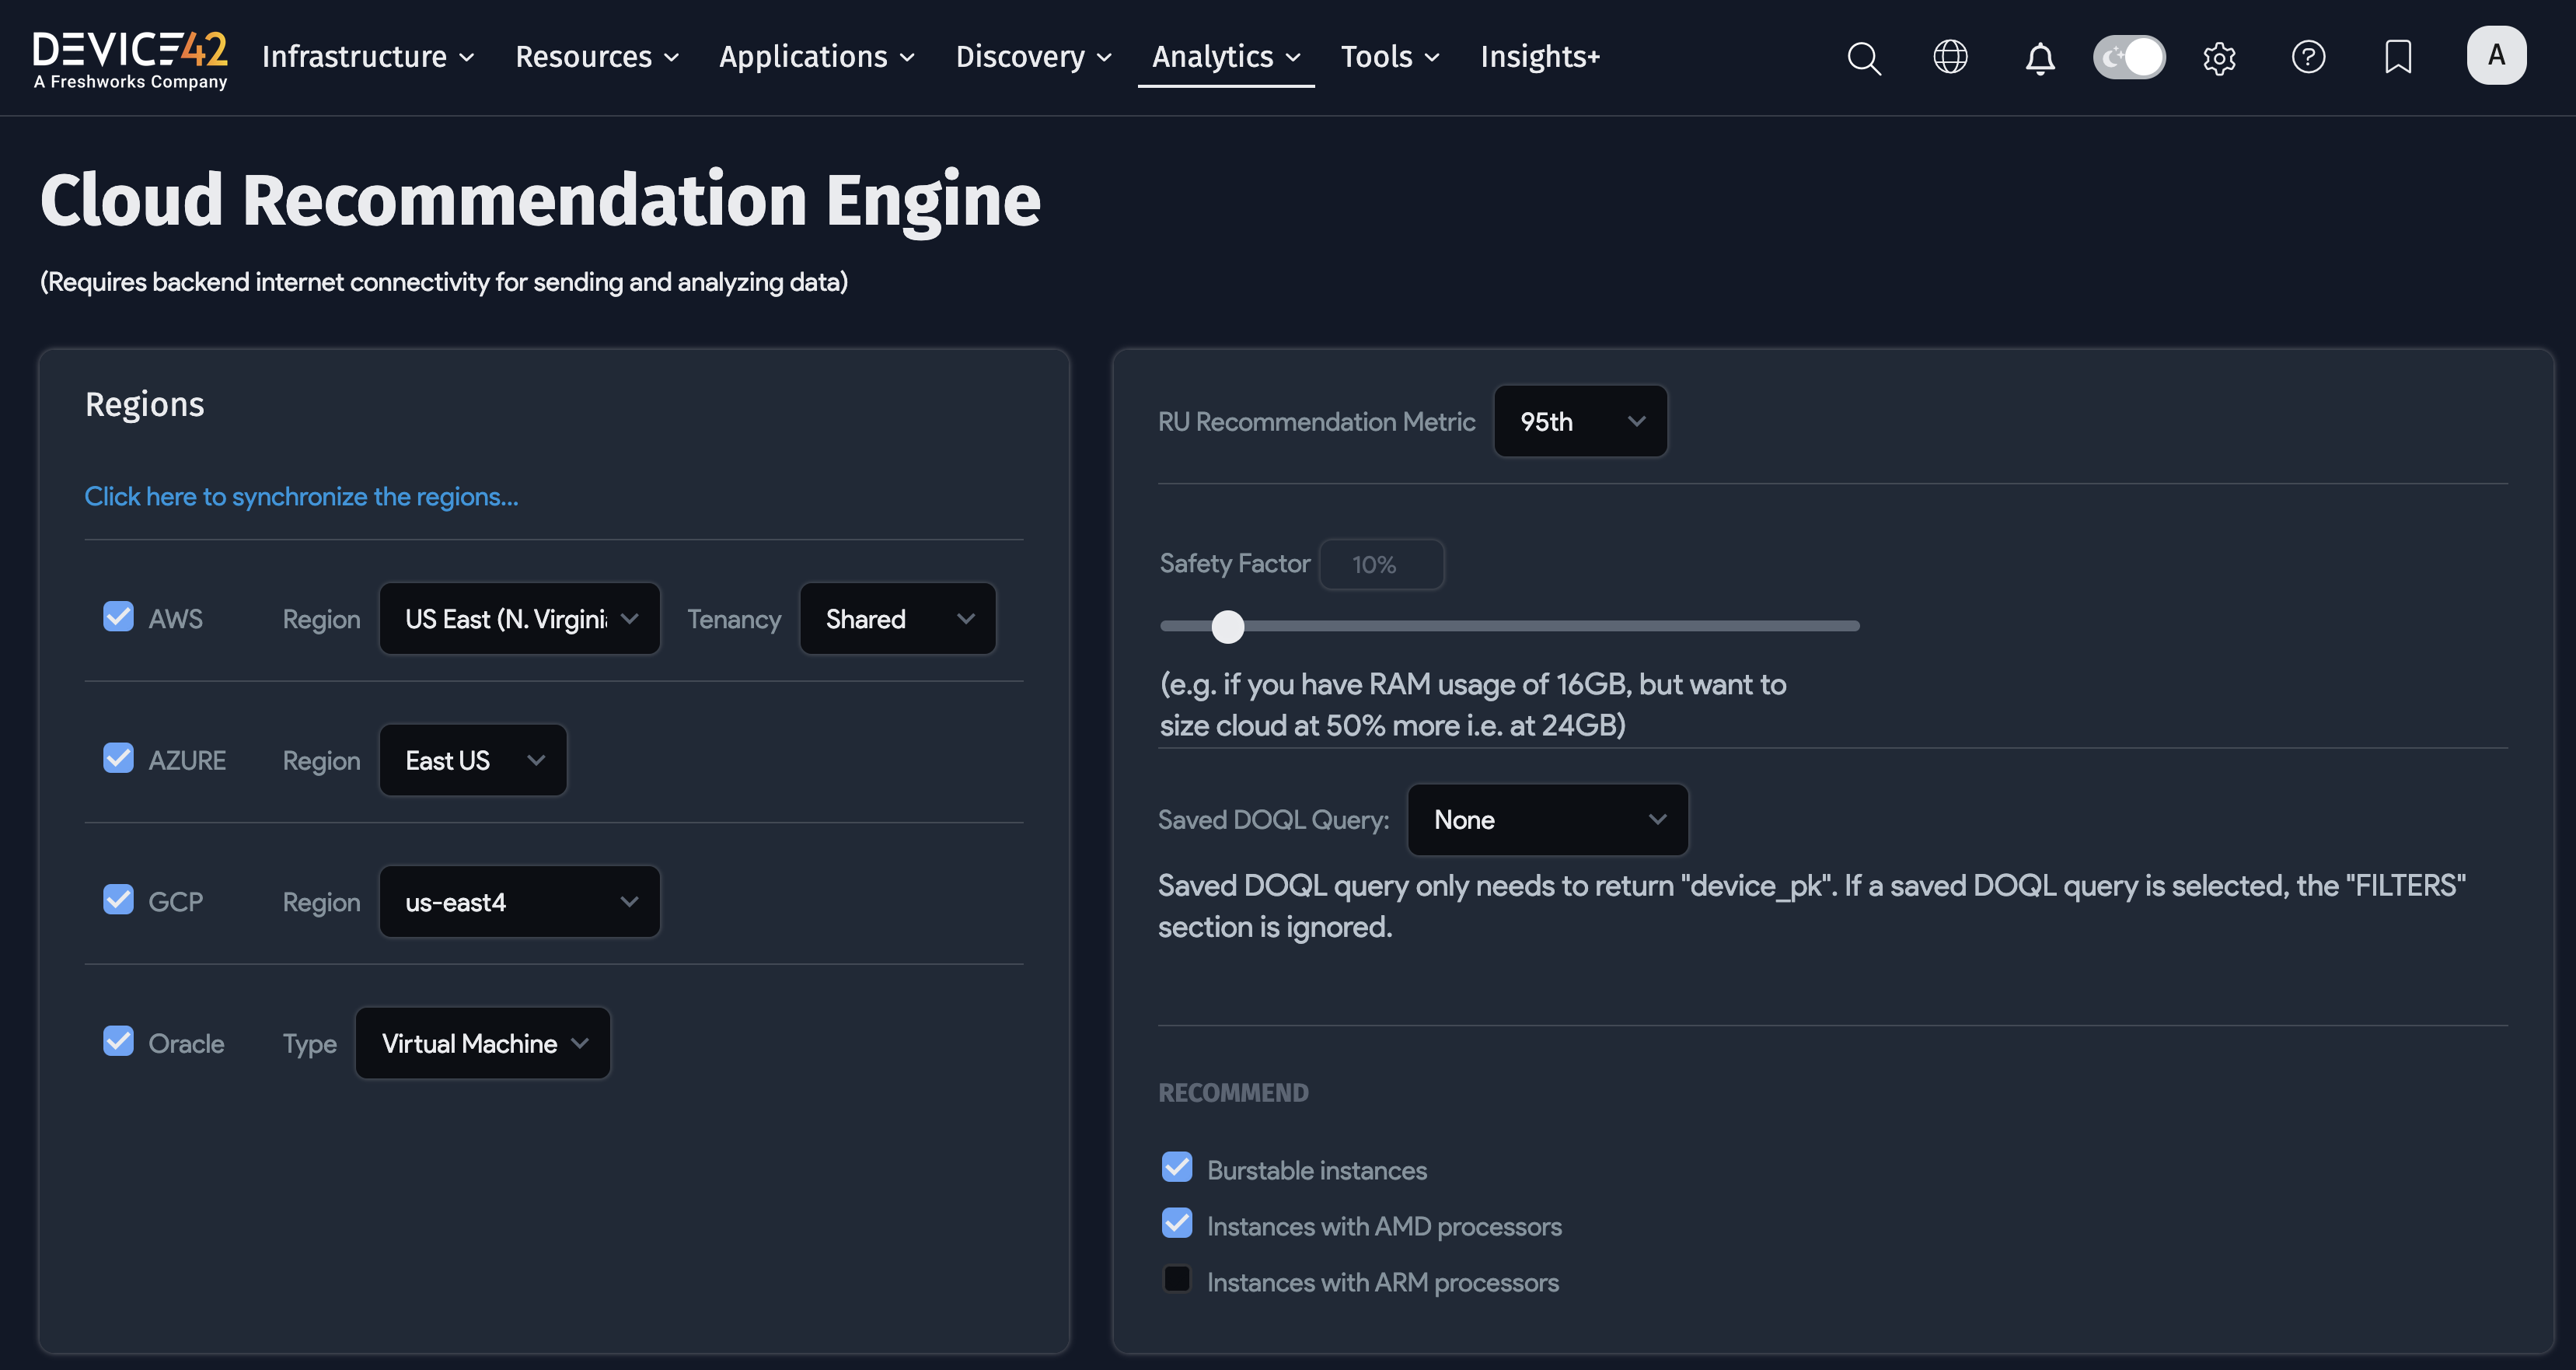 DEVICE42
A Freshworks Company
Infrastructure Resources Applications Discovery Analytics Tools Insights+
A
Cloud Recommendation Engine
(Requires backend internet connectivity for sending and analyzing data)
Regions
Click here to synchronize the regions...
AWS Region US East (N. Virginia Tenancy Shared
AZURE Region East US
GCP Region us-east4
Oracle Type Virtual Machine
RU Recommendation Metric 95th
Safety Factor 10%
(e.g. if you have RAM usage of 16GB, but want to
size cloud at 50% more i.e. at 24GB)
Saved DOQL Query: None
Saved DOQL query only needs to return "device_pk". If a saved DOQL query is selected, the "FILTERS"
section is ignored.
RECOMMEND
Burstable instances
Instances with AMD processors
Instances with ARM processors